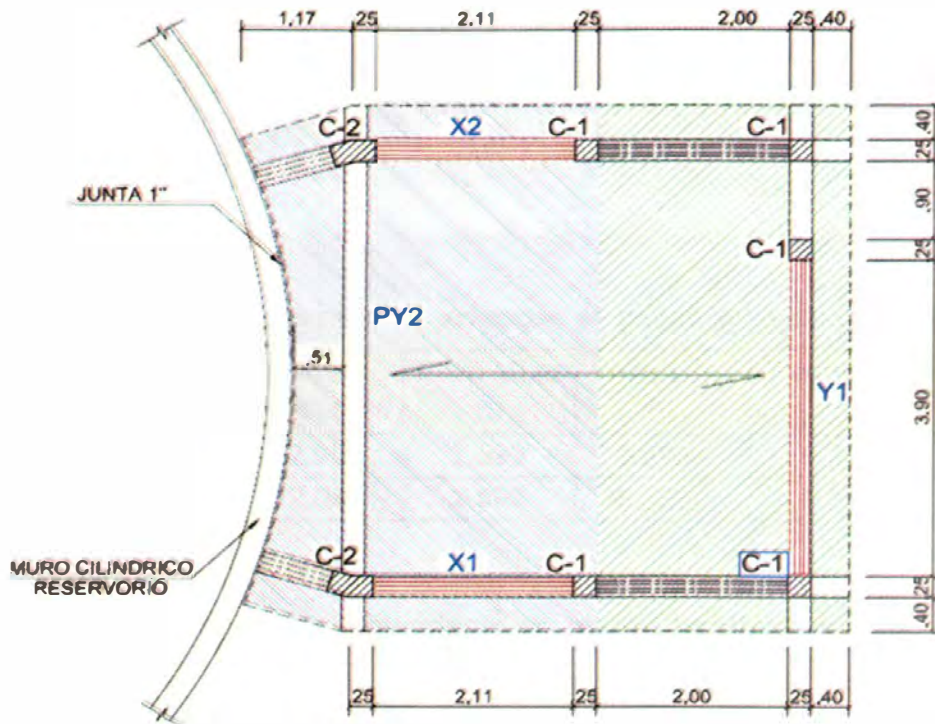 1,17 .25 2,11 .25 2,00 .25 .40
C-2 X2 C-1 C-1
.40
.25
JUNTA 1"
.90
C-1
.25
PY2
.51
Y1
3.90
MURO CILINDRICO
RESERVORIO
C-2 X1 C-1 C-1
.25
.40
.25 2,11 .25 2,00 .25 .40